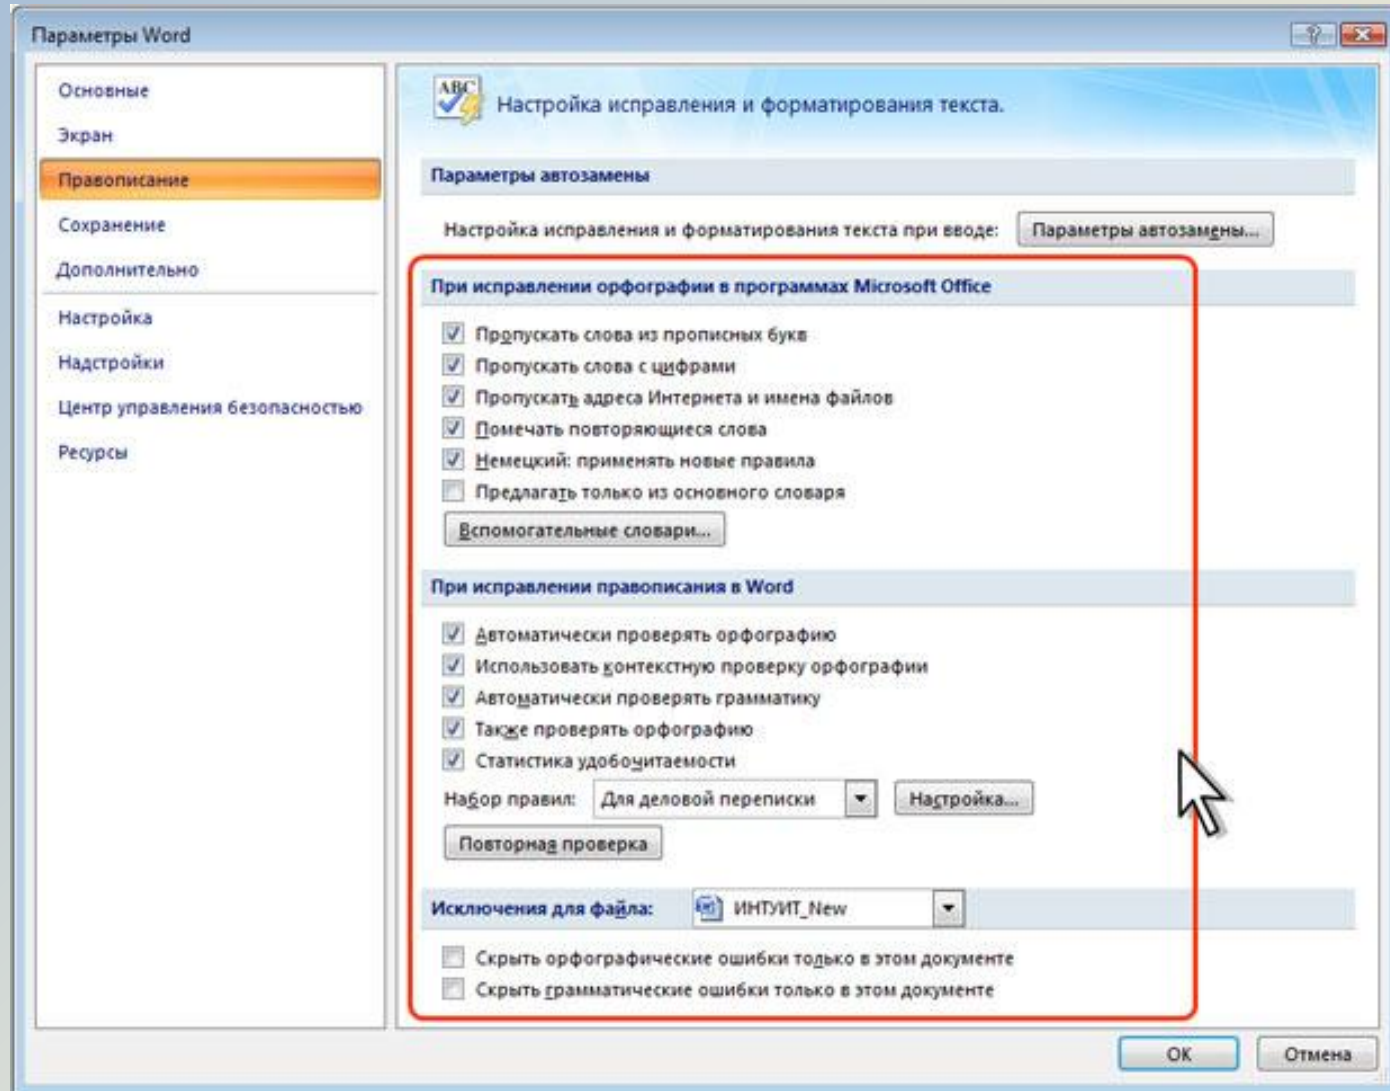 Параметры Word
Основные
Экран
Правописание
Сохранение
Дополнительно
Настройка
Надстройки
Центр управления безопасностью
Ресурсы
ABC
Настройка исправления и форматирования текста.
Параметры автозамены
Настройка исправления и форматирования текста при вводе: Параметры автозамены...
При исправлении орфографии в программах Microsoft Office
Пропускать слова из прописных букв
Пропускать слова с цифрами
Пропускать адреса Интернета и имена файлов
Помечать повторяющиеся слова
Немецкий: применять новые правила
Предлагать только из основного словаря
Вспомогательные словари...
При исправлении правописания в Word
Автоматически проверять орфографию
Использовать контекстную проверку орфографии
Автоматически проверять грамматику
Также проверять орфографию
Статистика удобочитаемости
Набор правил: Для деловой переписки Настройка...
Повторная проверка
Исключения для файла: ИНТУИТ_New
Скрыть орфографические ошибки только в этом документе
Скрыть грамматические ошибки только в этом документе
ОК Отмена